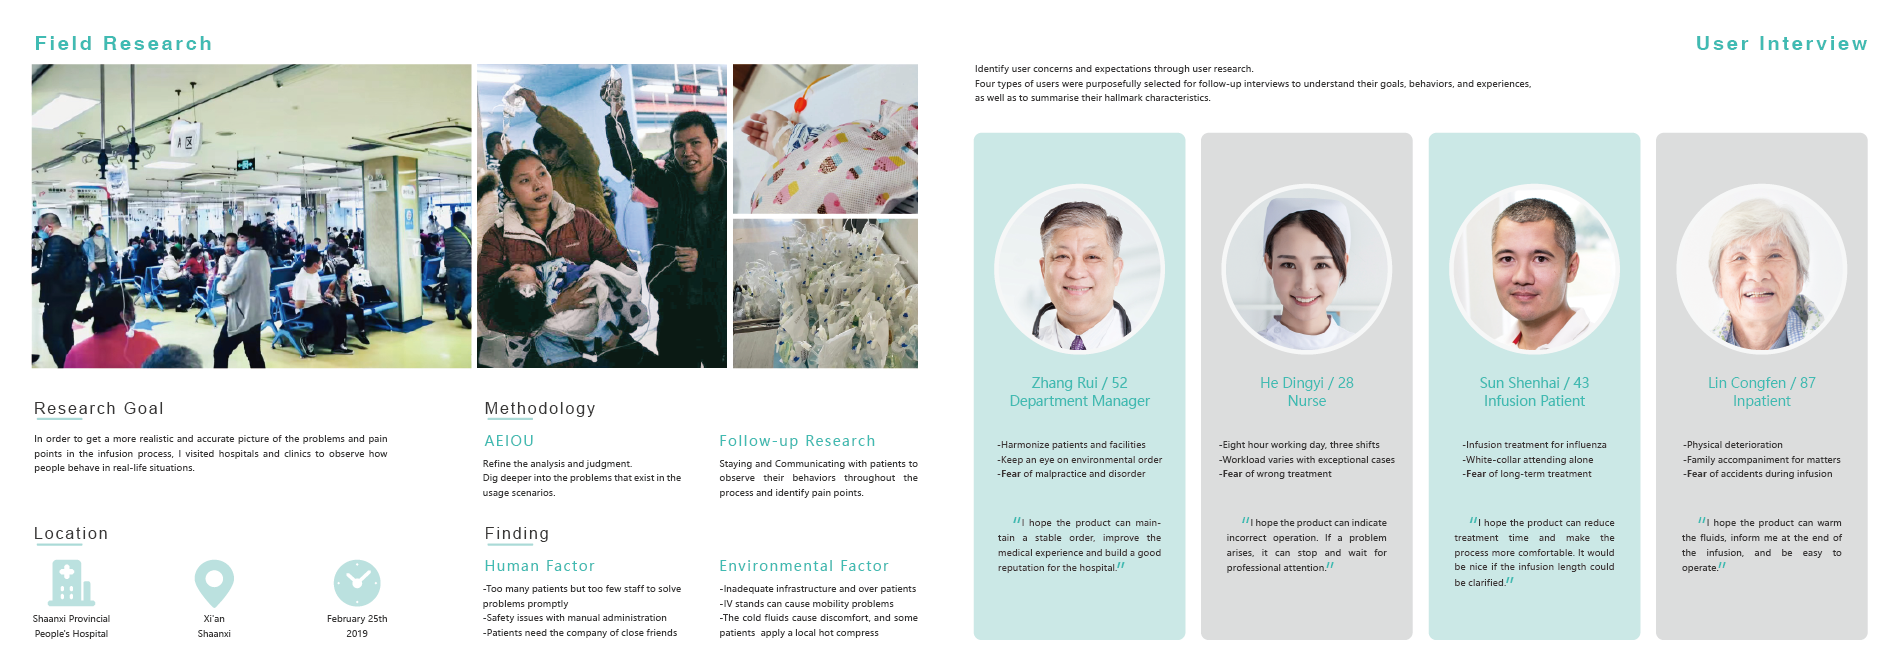 Field Research
User Interview
A 区
Identify user concerns and expectations through user research.
Four types of users were purposefully selected for follow-up interviews to understand their goals, behaviors, and experiences,
as well as to summarise their hallmark characteristics.
Research Goal
In order to get a more realistic and accurate picture of the problems and pain
points in the infusion process, I visited hospitals and clinics to observe how
people behave in real-life situations.
Location
Shaanxi Provincial
People's Hospital
Xi'an
Shaanxi
February 25th
2019
Methodology
AEIOU
Refine the analysis and judgment.
Dig deeper into the problems that exist in the
usage scenarios.
Follow-up Research
Staying and Communicating with patients to
observe their behaviors throughout the
process and identify pain points.
Finding
Human Factor
-Too many patients but too few staff to solve
problems promptly
-Safety issues with manual administration
-Patients need the company of close friends
Environmental Factor
-Inadequate infrastructure and over patients
-IV stands can cause mobility problems
-The cold fluids cause discomfort, and some
patients apply a local hot compress
Zhang Rui / 52
Department Manager
-Harmonize patients and facilities
-Keep an eye on environmental order
-Fear of malpractice and disorder
"I hope the product can main-
tain a stable order, improve the
medical experience and build a good
reputation for the hospital."
He Dingyi / 28
Nurse
-Eight hour working day, three shifts
-Workload varies with exceptional cases
-Fear of wrong treatment
"I hope the product can indicate
incorrect operation. If a problem
arises, it can stop and wait for
professional attention."
Sun Shenhai / 43
Infusion Patient
-Infusion treatment for influenza
-White-collar attending alone
-Fear of long-term treatment
"I hope the product can reduce
treatment time and make the
process more comfortable. It would
be nice if the infusion length could
be clarified."
Lin Congfen / 87
Inpatient
-Physical deterioration
-Family accompaniment for matters
-Fear of accidents during infusion
"I hope the product can warm
the fluids, inform me at the end of
the infusion, and be easy to
operate."